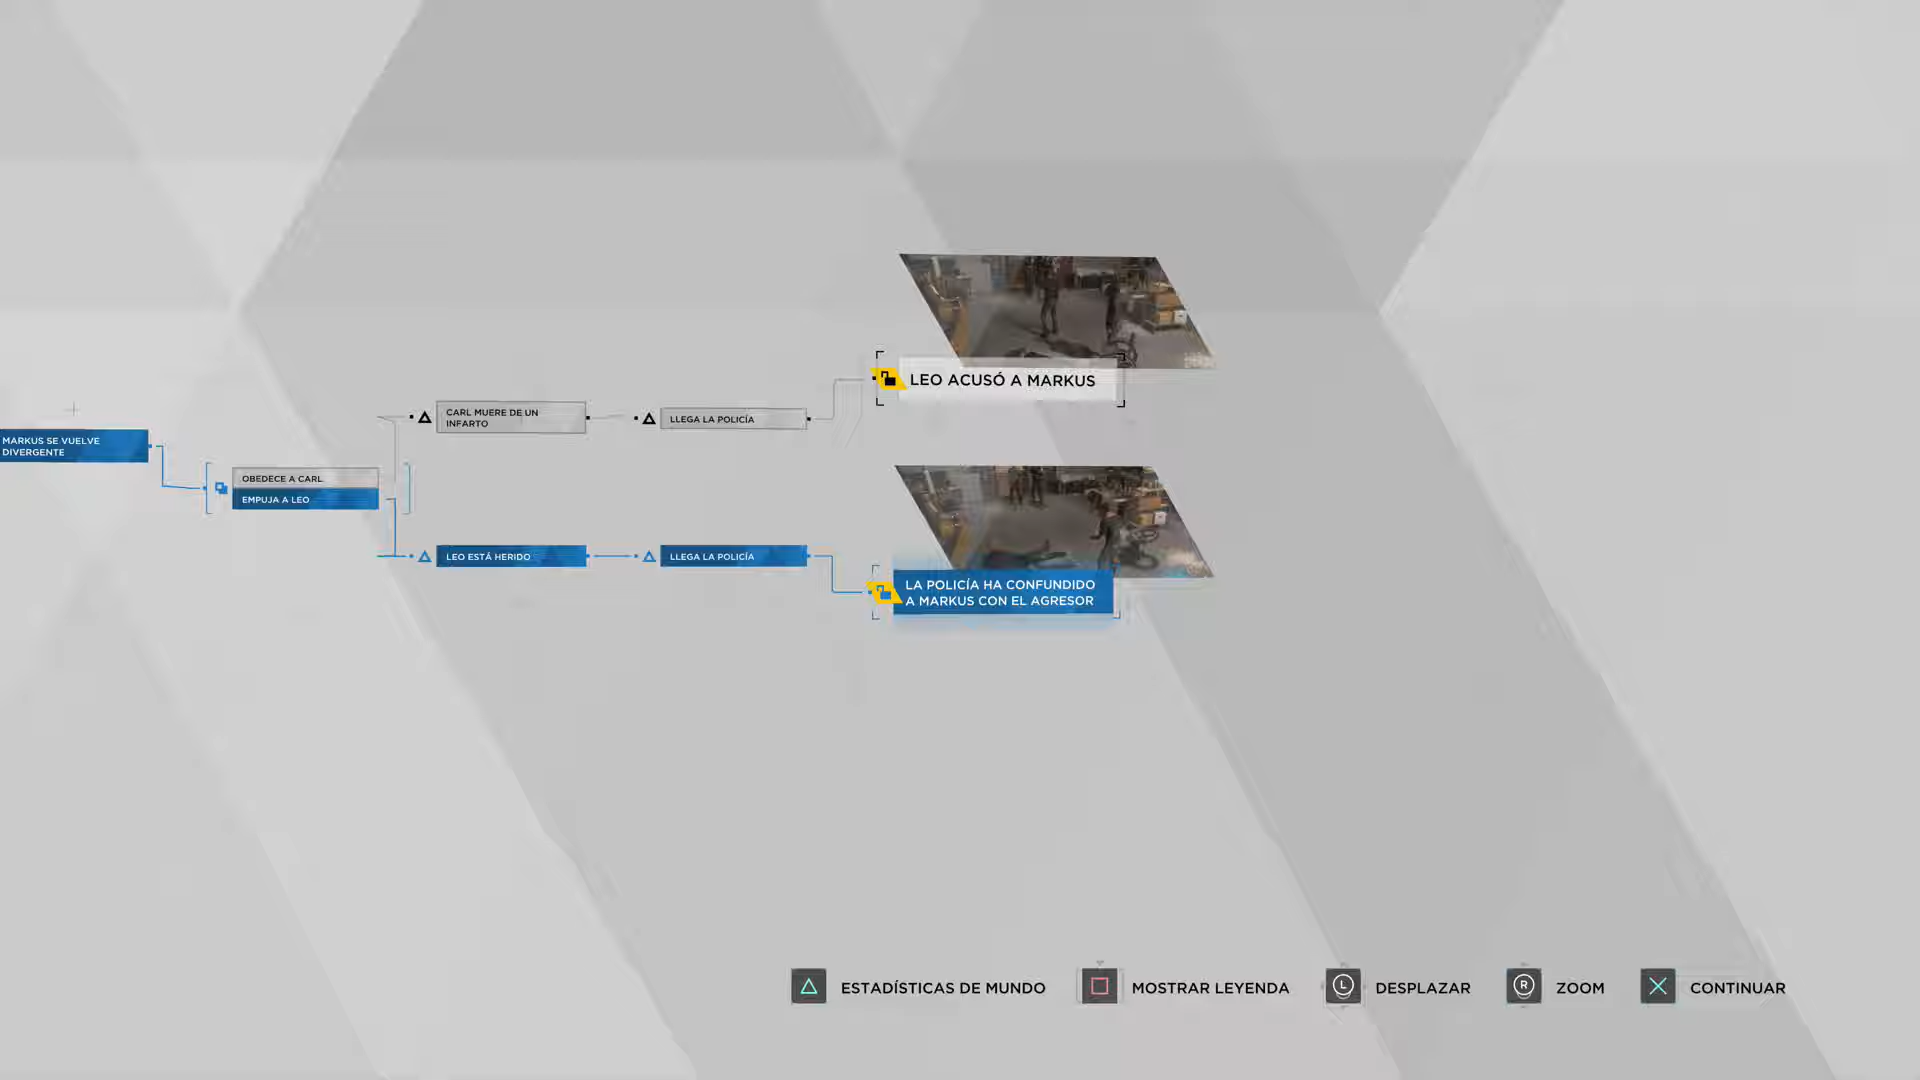 LEO ACUSÓ A MARKUS
CARL MUERE DE UN
INFARTO
LLEGA LA POLICÍA
MARKUS SE VUELVE
DIVERGENTE
OBEDECE A CARL
EMPUJA A LEO
LEO ESTÁ HERIDO
LLEGA LA POLICÍA
LA POLICÍA HA CONFUNDIDO
A MARKUS CON EL AGRESOR
ESTADÍSTICAS DE MUNDO
MOSTRAR LEYENDA
L
DESPLAZAR
R
ZOOM
CONTINUAR